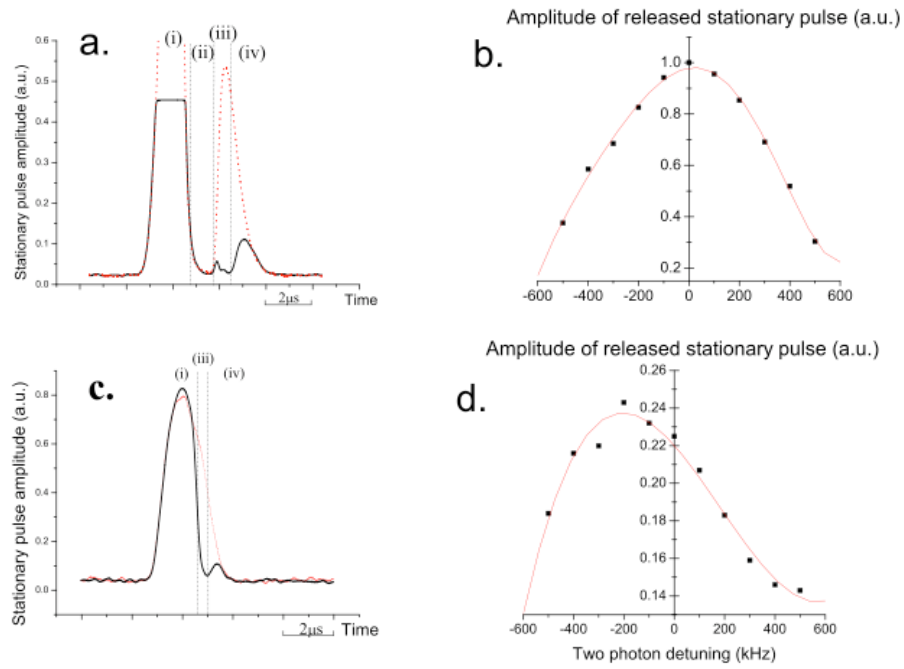 a.
(i)
(ii)
(iii)
(iv)
Stationary pulse amplitude (a.u.)
0.6
0.5
0.4
0.3
0.2
0.1
0.0
2μs
Time
Amplitude of released stationary pulse (a.u.)
b.
1.0
0.8
0.6
0.4
0.2
-600 -400 -200 0 200 400 600
c.
(i)
(iii)
(iv)
Stationary pulse amplitude (a.u.)
0.8
0.6
0.4
0.2
0.0
2μs
Time
Amplitude of released stationary pulse (a.u.)
d.
0.26
0.24
0.22
0.20
0.18
0.16
0.14
-600 -400 -200 0 200 400 600
Two photon detuning (kHz)